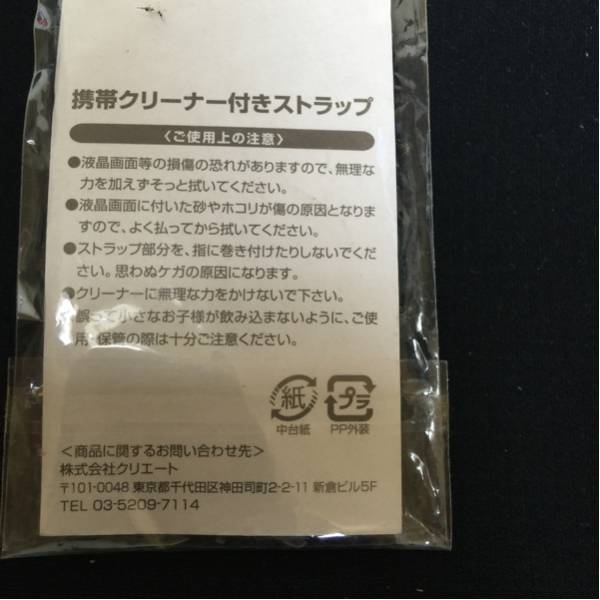 携帯クリーナー付きストラップ
〈ご使用上の注意〉
●液晶画面等の損傷の恐れがありますので、無理な
力を加えずそっと拭いてください。
●液晶画面に付いた砂やホコリが傷の原因となりま
すので、よく払ってから拭いてください。
●ストラップ部分を、指に巻き付けたりしないでくだ
さい。思わぬケガの原因になります。
●クリーナーに無理な力をかけないで下さい。
誤って小さなお子様が飲み込まないように、ご使
用・保管の際は十分ご注意ください。
紙 プラ
中台紙 PP外装
〈商品に関するお問い合わせ先〉
株式会社クリエート
〒101-0048 東京都千代田区神田司町2-2-11 新倉ビル5F
TEL 03-5209-7114